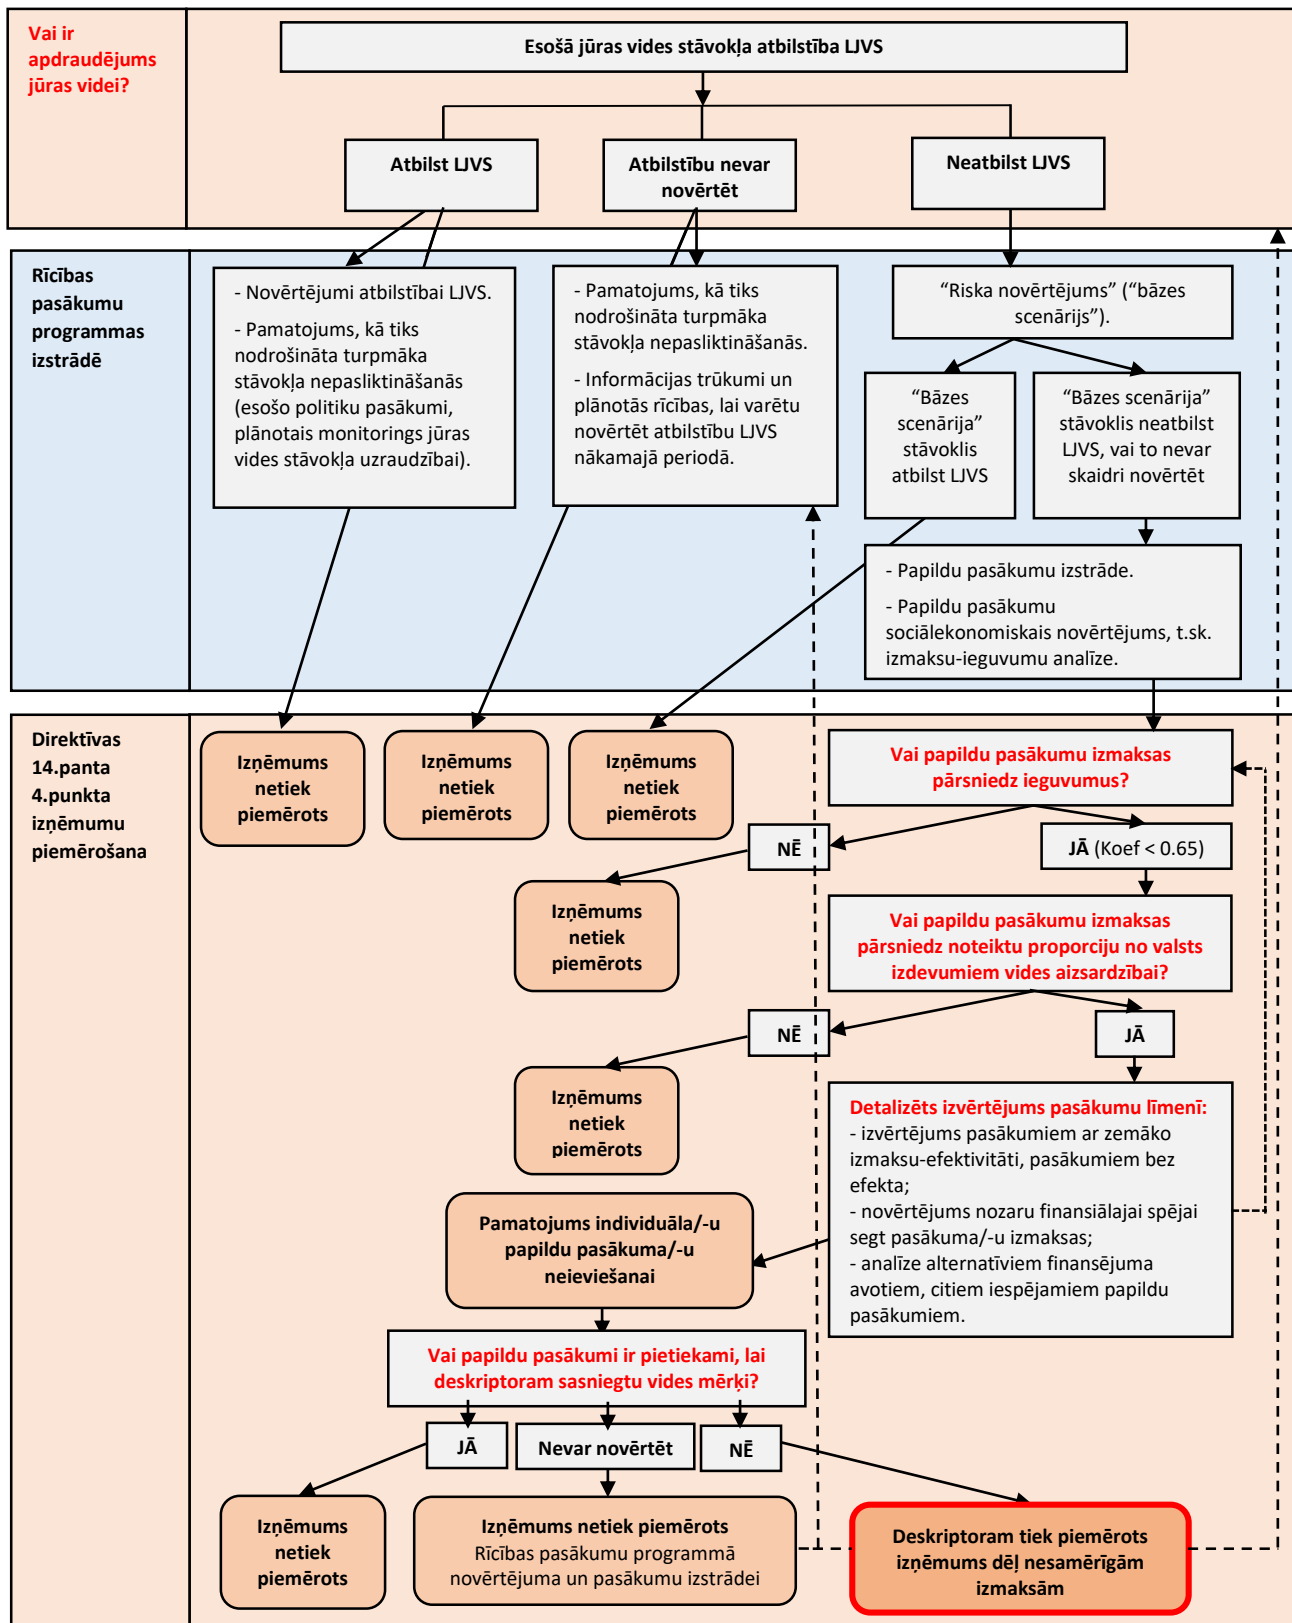 Vai ir
apdraudējums
jūras videi?
Esošā jūras vides stāvokļa atbilstība LJVS
Atbilst LJVS
Atbilstību nevar
novērtēt
Neatbilst LJVS
Rīcības
pasākumu
programmas
izstrādē
- Novērtējumi atbilstībai LJVS.
- Pamatojums, kā tiks
nodrošināta turpmāka
stāvokļa nepasliktināšanās
(esošo politiku pasākumi,
plānotais monitorings jūras
vides stāvokļa uzraudzībai).
- Pamatojums, kā tiks
nodrošināta turpmāka
stāvokļa nepasliktināšanās.
- Informācijas trūkumi un
plānotās rīcības, lai varētu
novērtēt atbilstību LJVS
nākamajā periodā.
“Riska novērtējums” (“bāzes
scenārijs”).
“Bāzes
scenārija”
stāvoklis
atbilst LJVS
“Bāzes scenārija”
stāvoklis neatbilst
LJVS, vai to nevar
skaidri novērtēt
- Papildu pasākumu izstrāde.
- Papildu pasākumu
sociālekonomiskais novērtējums, t.sk.
izmaksu-ieguvumu analīze.
Direktīvas
14.panta
4.punkta
izņēmumu
piemērošana
Izņēmums
netiek
piemērots
Izņēmums
netiek
piemērots
Izņēmums
netiek
piemērots
Vai papildu pasākumu izmaksas
pārsniedz ieguvumus?
NĒ
JĀ (Koef < 0.65)
Izņēmums
netiek
piemērots
Vai papildu pasākumu izmaksas
pārsniedz noteiktu proporciju no valsts
izdevumiem vides aizsardzībai?
NĒ
JĀ
Izņēmums
netiek
piemērots
Detalizēts izvērtējums pasākumu līmenī:
- izvērtējums pasākumiem ar zemāko
izmaksu-efektivitāti, pasākumiem bez
efekta;
- novērtējums nozaru finansiālajai spējai
segt pasākuma/-u izmaksas;
- analīze alternatīviem finansējuma
avotiem, citiem iespējamiem papildu
pasākumiem.
Pamatojums individuāla/-u
papildu pasākuma/-u
neieviešanai
Vai papildu pasākumi ir pietiekami, lai
deskriptoram sasniegtu vides mērķi?
JĀ
Nevar novērtēt
NĒ
Izņēmums
netiek
piemērots
Izņēmums netiek piemērots
Rīcības pasākumu programmā
novērtējuma un pasākumu izstrādei
Deskriptoram tiek piemērots
izņēmums dēļ nesamērīgām
izmaksām